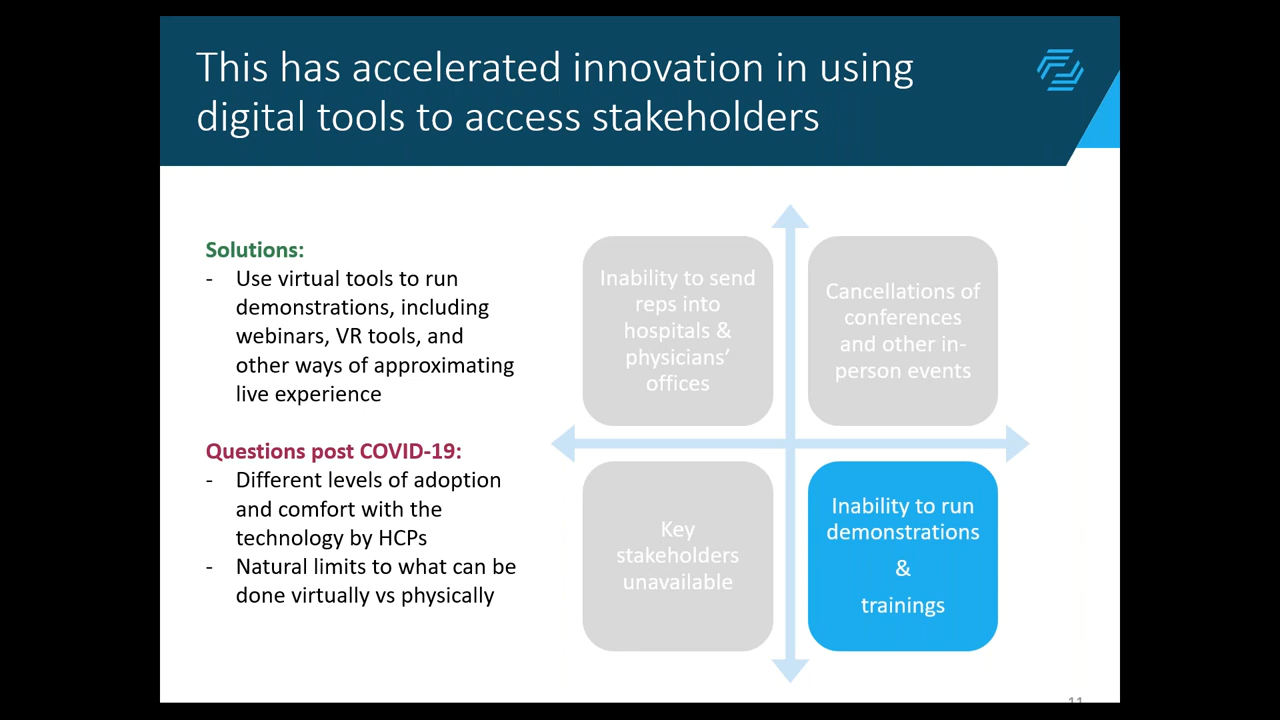 This has accelerated innovation in using
digital tools to access stakeholders
Solutions:
- Use virtual tools to run
demonstrations, including
webinars, VR tools, and
other ways of approximating
live experience
Questions post COVID-19:
- Different levels of adoption
and comfort with the
technology by HCPs
- Natural limits to what can be
done virtually vs physically
Inability to send
reps into
hospitals &
physicians’
offices
Cancellations of
conferences
and other in-
person events
Key
stakeholders
unavailable
Inability to run
demonstrations
&
trainings
11